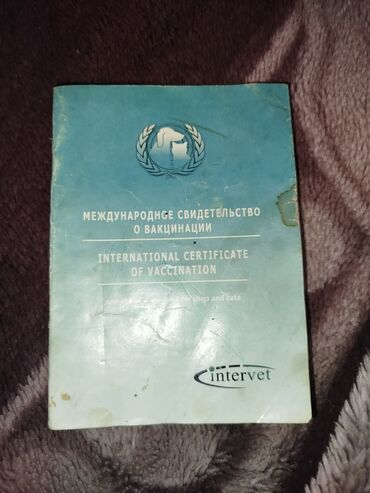 МЕЖДУНАРОДНОЕ СВИДЕТЕЛЬСТВО
О ВАКЦИНАЦИИ
INTERNATIONAL CERTIFICATE
OF VACCINATION
dogs and cats
intervet